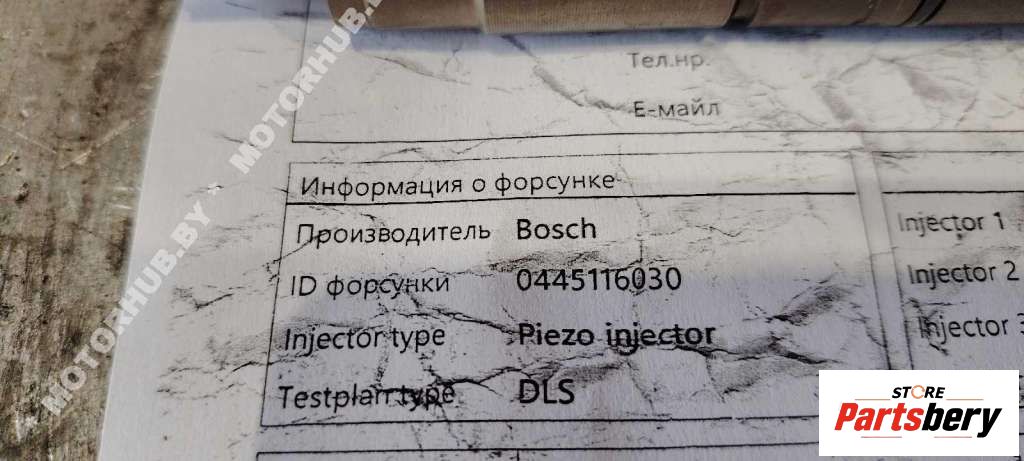 Тел.нр.
Е-майл
Информация о форсунке
Производитель Bosch
ID форсунки 0445116030
Injector type Piezo injector
Testplan type DLS
Injector 1
Injector 2
Injector 3
MOTORHUB.BY - MOTORHUB.BY
STORE
Partsbery